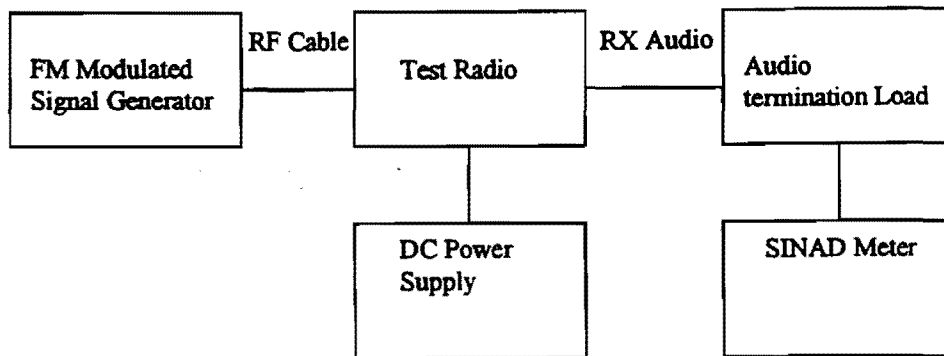 FM Modulated
Signal Generator
RF Cable
Test Radio
RX Audio
Audio
termination Load
DC Power
Supply
SINAD Meter